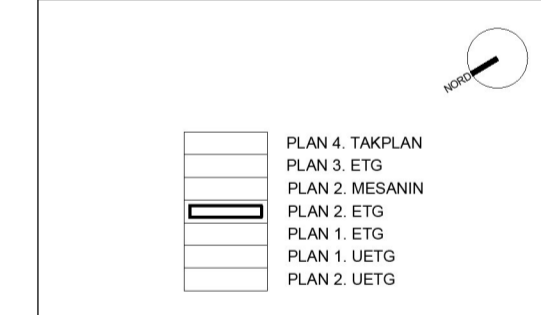 NORD
PLAN 4. TAKPLAN
PLAN 3. ETG
PLAN 2. MESANIN
PLAN 2. ETG
PLAN 1. ETG
PLAN 1. UETG
PLAN 2. UETG